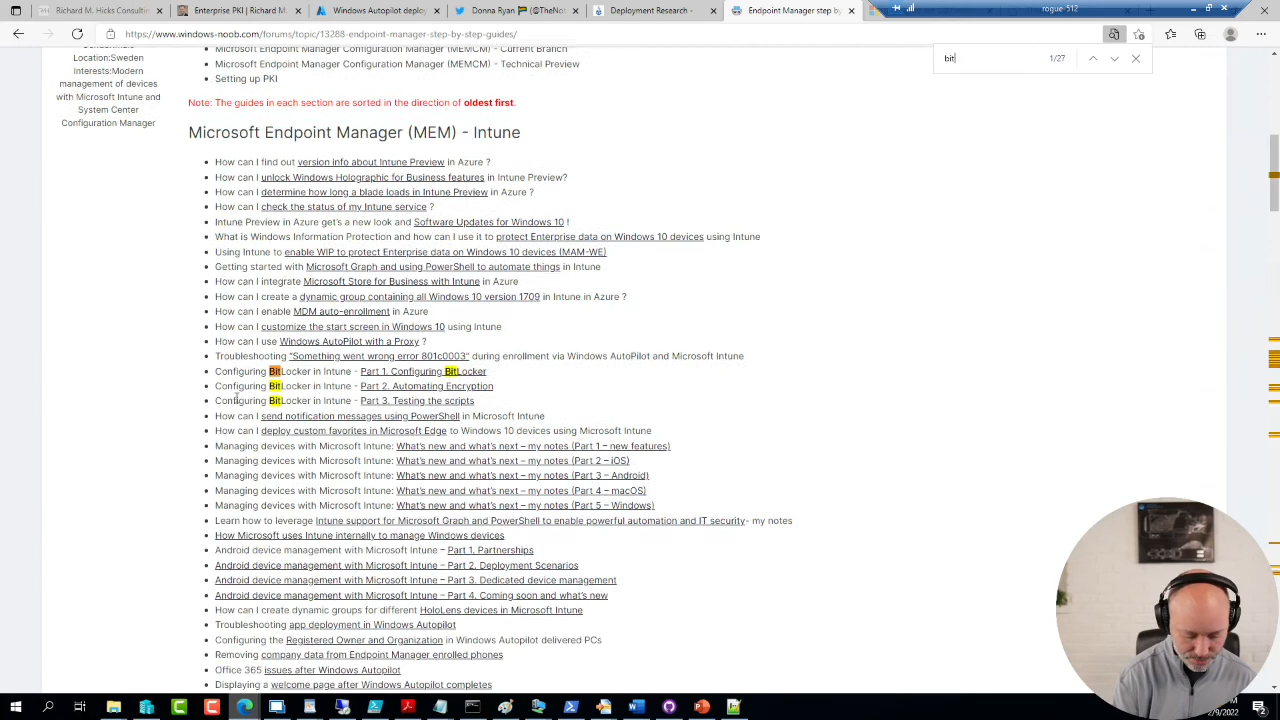 Richard M. Hicks Consultin
Enterprise PKI | Richard M.
Windows Autopilot deploy
Donna Ryan (@TheNo
Deployment Research -
Endpoint Manager step by
rogue-512
https://www.windows-noob.com/forums/topic/13288-endpoint-manager-step-by-step-guides/
bit
1/27
Location:Sweden
Interests:Modern
management of devices
with Microsoft Intune and
System Center
Configuration Manager
Microsoft Endpoint Manager Configuration Manager (MEMCM) - Current Branch
Microsoft Endpoint Manager Configuration Manager (MEMCM) - Technical Preview
Setting up PKI
Note: The guides in each section are sorted in the direction of oldest first.
Microsoft Endpoint Manager (MEM) - Intune
How can I find out version info about Intune Preview in Azure ?
How can I unlock Windows Holographic for Business features in Intune Preview?
How can I determine how long a blade loads in Intune Preview in Azure ?
How can I check the status of my Intune service ?
Intune Preview in Azure get's a new look and Software Updates for Windows 10 !
What is Windows Information Protection and how can I use it to protect Enterprise data on Windows 10 devices using Intune
Using Intune to enable WIP to protect Enterprise data on Windows 10 devices (MAM-WE)
Getting started with Microsoft Graph and using PowerShell to automate things in Intune
How can I integrate Microsoft Store for Business with Intune in Azure
How can I create a dynamic group containing all Windows 10 version 1709 in Intune in Azure ?
How can I enable MDM auto-enrollment in Azure
How can I customize the start screen in Windows 10 using Intune
How can I use Windows AutoPilot with a Proxy ?
Troubleshooting "Something went wrong error 801c0003" during enrollment via Windows AutoPilot and Microsoft Intune
Configuring BitLocker in Intune - Part 1. Configuring BitLocker
Configuring BitLocker in Intune - Part 2. Automating Encryption
Configuring BitLocker in Intune - Part 3. Testing the scripts
How can I send notification messages using PowerShell in Microsoft Intune
How can I deploy custom favorites in Microsoft Edge to Windows 10 devices using Microsoft Intune
Managing devices with Microsoft Intune: What's new and what's next – my notes (Part 1 – new features)
Managing devices with Microsoft Intune: What's new and what's next – my notes (Part 2 – iOS)
Managing devices with Microsoft Intune: What's new and what's next – my notes (Part 3 – Android)
Managing devices with Microsoft Intune: What's new and what's next – my notes (Part 4 – macOS)
Managing devices with Microsoft Intune: What's new and what's next – my notes (Part 5 – Windows)
Learn how to leverage Intune support for Microsoft Graph and PowerShell to enable powerful automation and IT security- my notes
How Microsoft uses Intune internally to manage Windows devices
Android device management with Microsoft Intune – Part 1. Partnerships
Android device management with Microsoft Intune – Part 2. Deployment Scenarios
Android device management with Microsoft Intune – Part 3. Dedicated device management
Android device management with Microsoft Intune – Part 4. Coming soon and what's new
How can I create dynamic groups for different HoloLens devices in Microsoft Intune
Troubleshooting app deployment in Windows Autopilot
Configuring the Registered Owner and Organization in Windows Autopilot delivered PCs
Removing company data from Endpoint Manager enrolled phones
Office 365 issues after Windows Autopilot
Displaying a welcome page after Windows Autopilot completes
2/9/2022
2